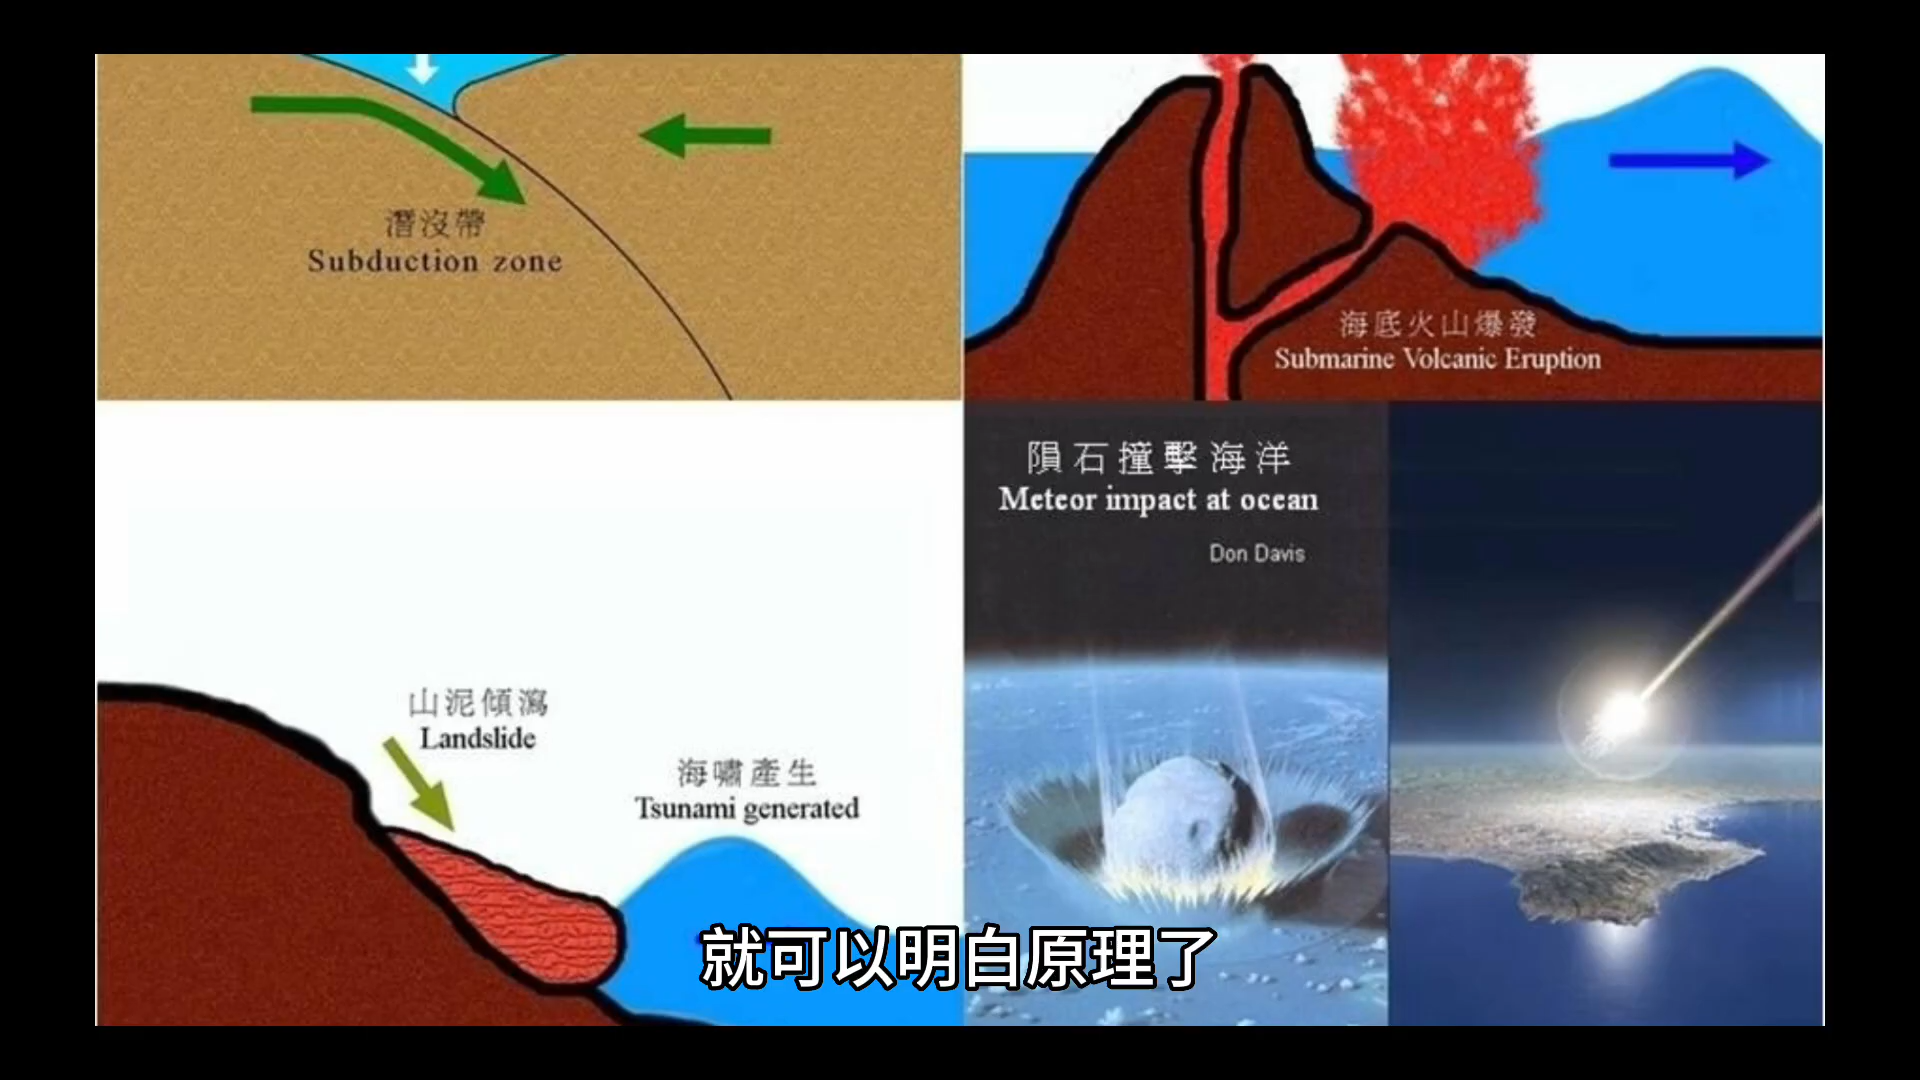 潛沒帶
Subduction zone
海底火山爆發
Submarine Volcanic Eruption
隕石撞擊海洋
Meteor impact at ocean
Don Davis
山泥傾瀉
Landslide
海嘯產生
Tsunami generated
就可以明白原理了